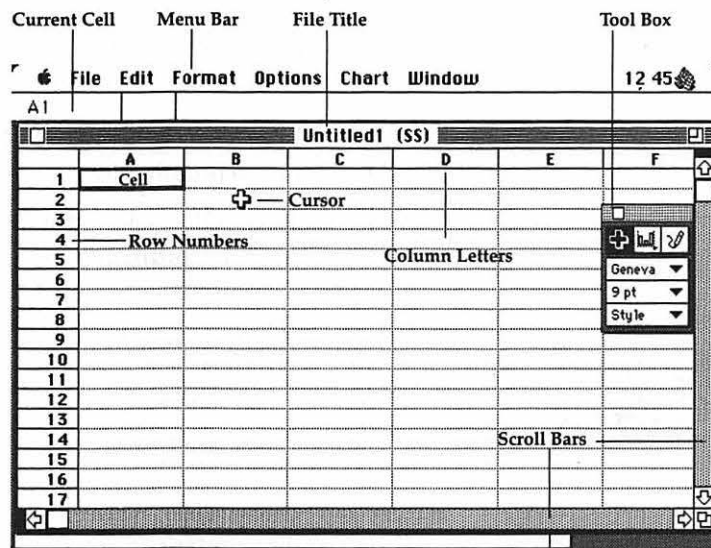 Current Cell Menu Bar File Title Tool Box
File Edit Format Options Chart Window 12 45
A1
Untitled1 (SS)
A B C D E F
1 Cell
2 Cursor
3
4 Row Numbers
5 Column Letters
Geneva
6
9 pt
7
Style
8
9
10
11
12
13
14 Scroll Bars
15
16
17